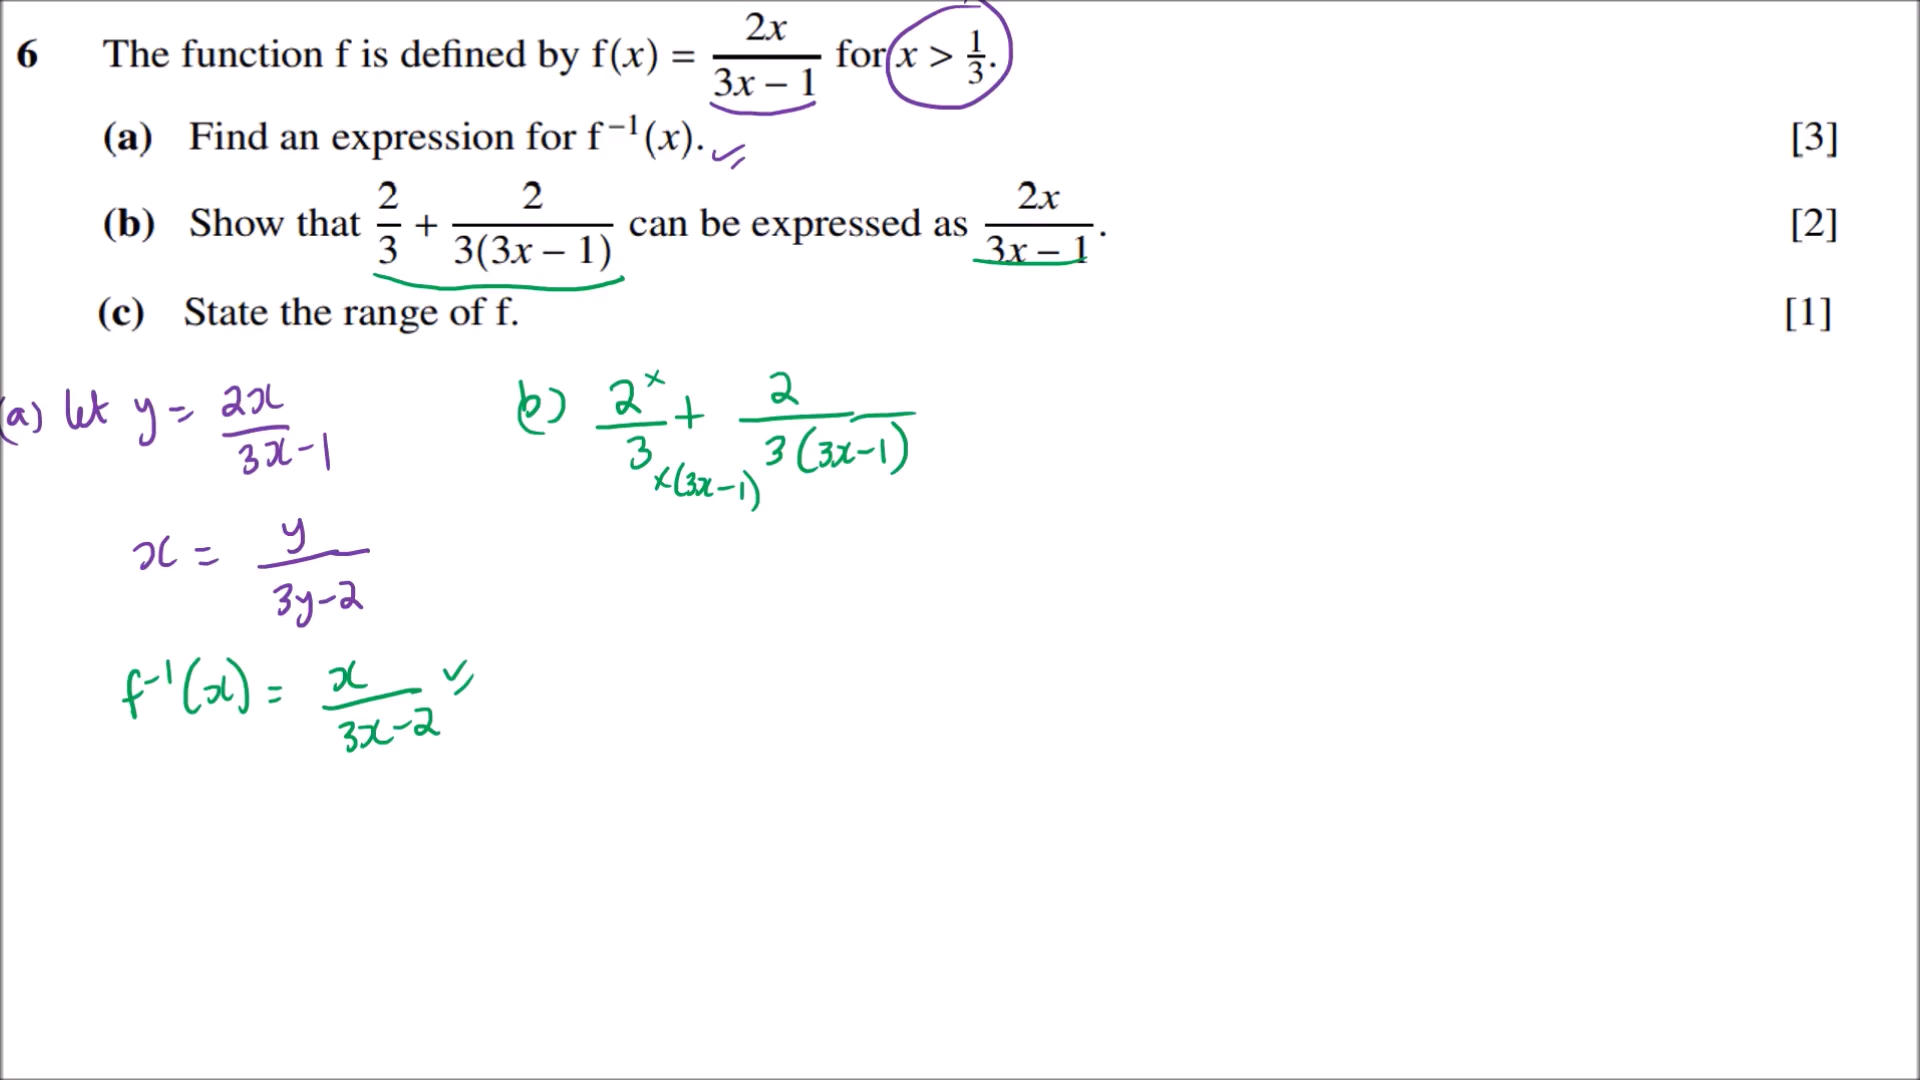 6 The function f is defined by f(x) = 2x/(3x − 1) for x > 1/3.
(a) Find an expression for f⁻¹(x). [3]
(b) Show that 2/3 + 2/(3(3x − 1)) can be expressed as 2x/(3x − 1). [2]
(c) State the range of f. [1]
(a) let y = 2x/(3x−1)
x = y/(3y−2)
f⁻¹(x) = x/(3x−2)
b) 2×/3 + 2/(3(3x−1))
×(3x−1)